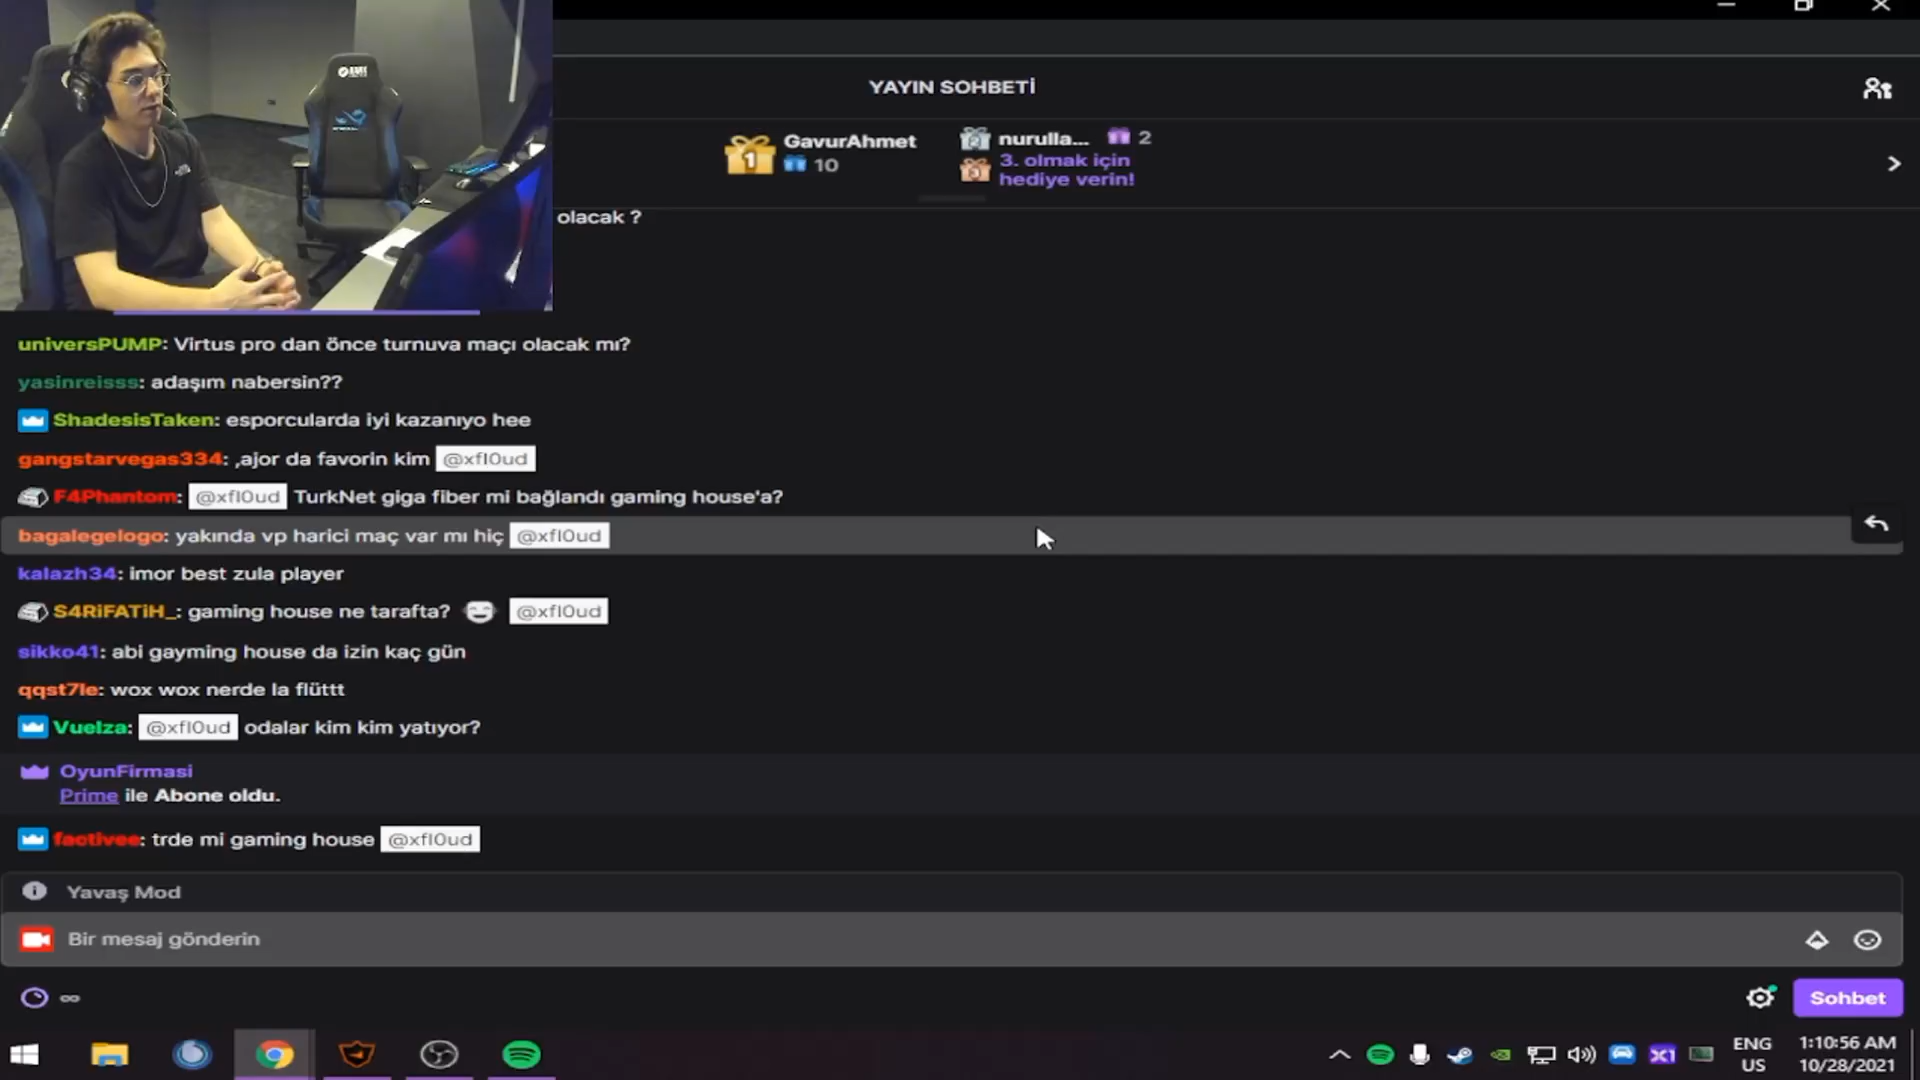 YAYIN SOHBETİ
GavurAhmet
10
nurulla... 2
3. olmak için
hediye verin!
olacak ?
universPUMP: Virtus pro dan önce turnuva maçı olacak mı?
yasinreisss: adaşım nabersin??
ShadesisTaken: esporcularda iyi kazanıyo hee
gangstarvegas334: ,ajor da favorin kim @xfl0ud
F4Phantom: @xfl0ud TurkNet giga fiber mi bağlandı gaming house'a?
bagalegelogo: yakında vp harici maç var mı hiç @xfl0ud
kalazh34: imor best zula player
S4RiFATiH_: gaming house ne tarafta? @xfl0ud
sikko41: abi gayming house da izin kaç gün
qqst7le: wox wox nerde la flüttt
Vuelza: @xfl0ud odalar kim kim yatıyor?
OyunFirmasi
Prime ile Abone oldu.
factivee: trde mi gaming house @xfl0ud
Yavaş Mod
Bir mesaj gönderin
Sohbet
ENG
US
1:10:56 AM
10/28/2021